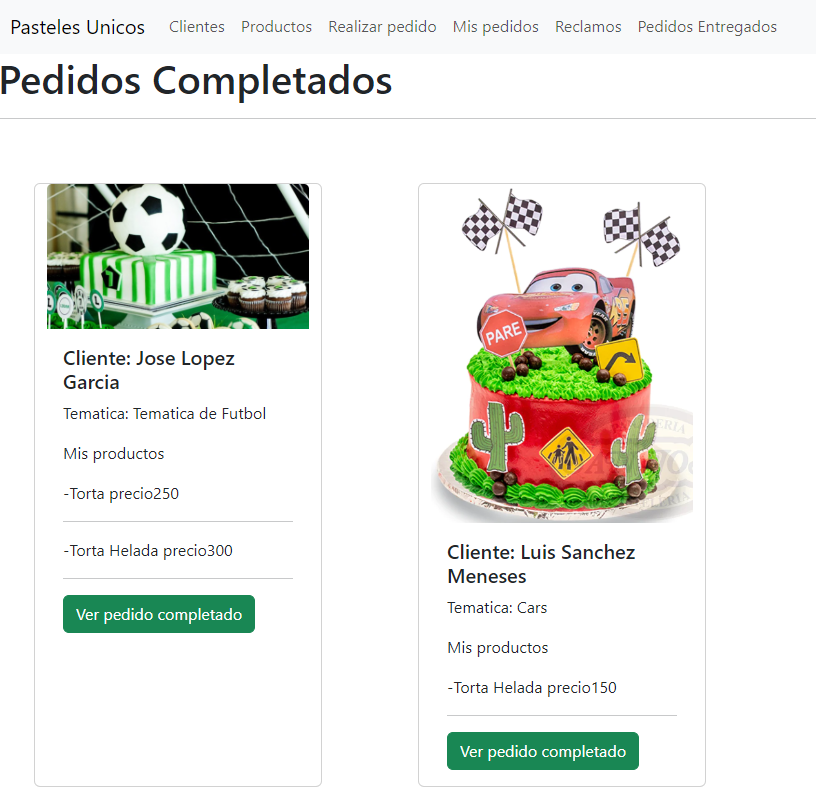 Pasteles Unicos Clientes Productos Realizar pedido Mis pedidos Reclamos Pedidos Entregados
Pedidos Completados
Cliente: Jose Lopez
Garcia
Tematica: Tematica de Futbol
Mis productos
-Torta precio250
-Torta Helada precio300
Ver pedido completado
PARE
Cliente: Luis Sanchez
Meneses
Tematica: Cars
Mis productos
-Torta Helada precio150
Ver pedido completado